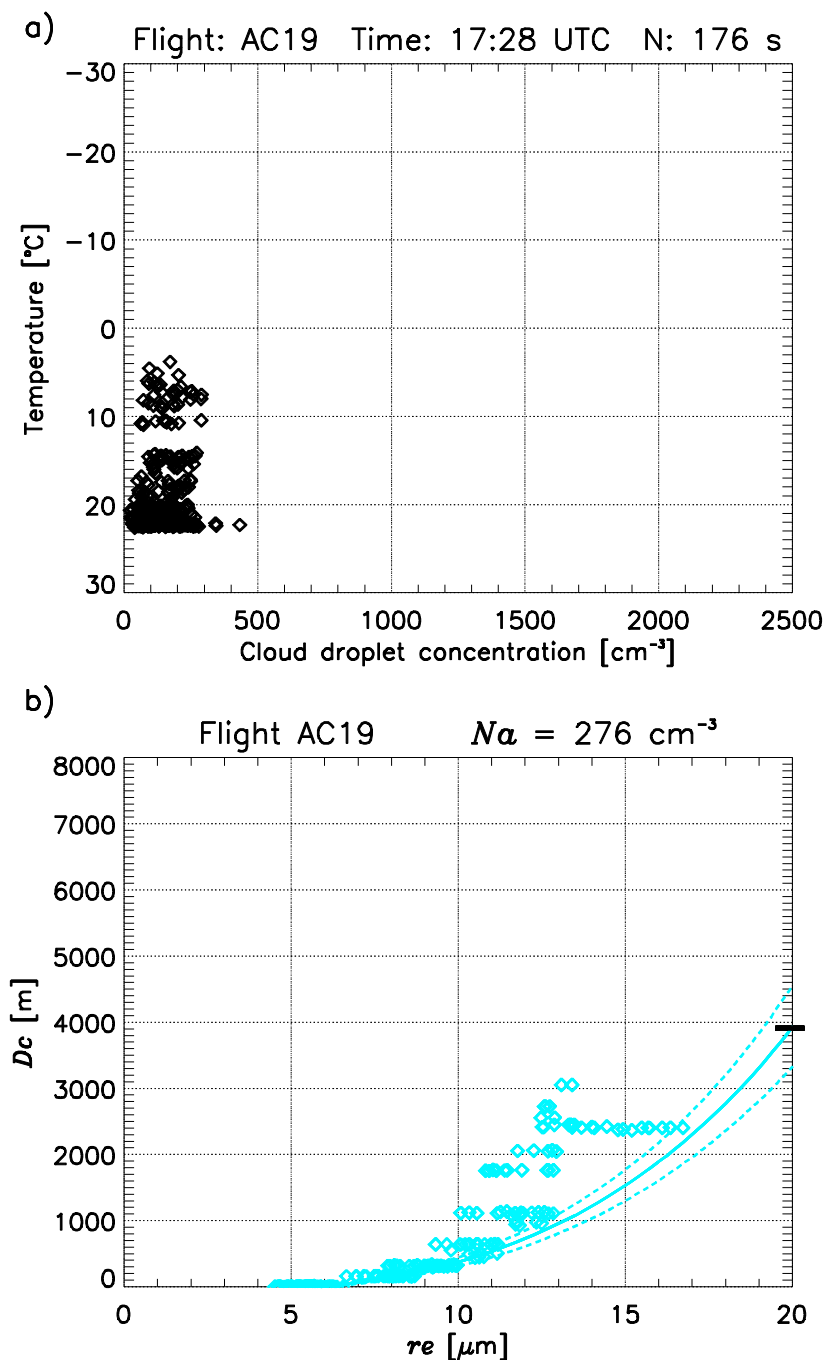 a)
Flight: AC19 Time: 17:28 UTC N: 176 s
−30
−20
−10
0
10
20
30
Temperature [°C]
0 500 1000 1500 2000 2500
Cloud droplet concentration [cm⁻³]
b)
Flight AC19 Na = 276 cm⁻³
8000
7000
6000
5000
4000
3000
2000
1000
0
Dc [m]
0 5 10 15 20
re [μm]